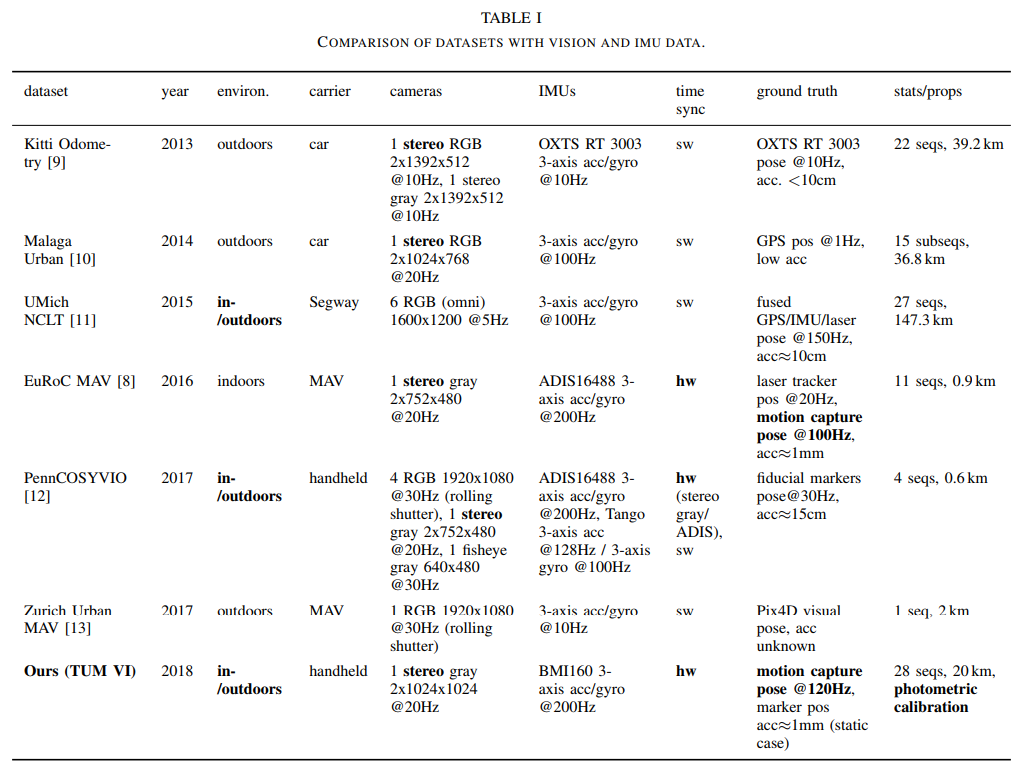 TABLE I
COMPARISON OF DATASETS WITH VISION AND IMU DATA.
dataset year environ. carrier cameras IMUs time sync ground truth stats/props
Kitti Odome- 2013 outdoors car 1 stereo RGB OXTS RT 3003 sw OXTS RT 3003 22 seqs, 39.2 km
try [9] 2x1392x512 3-axis acc/gyro pose @10Hz,
@10Hz, 1 stereo @10Hz acc. <10cm
gray 2x1392x512
@10Hz
Malaga 2014 outdoors car 1 stereo RGB 3-axis acc/gyro sw GPS pos @1Hz, 15 subseqs,
Urban [10] 2x1024x768 @100Hz low acc 36.8 km
@20Hz
UMich 2015 in- Segway 6 RGB (omni) 3-axis acc/gyro sw fused 27 seqs,
NCLT [11] /outdoors 1600x1200 @5Hz @100Hz GPS/IMU/laser 147.3 km
pose @150Hz,
acc≈10cm
EuRoC MAV [8] 2016 indoors MAV 1 stereo gray ADIS16488 3- hw laser tracker 11 seqs, 0.9 km
2x752x480 axis acc/gyro pos @20Hz,
@20Hz @200Hz motion capture
pose @100Hz,
acc≈1mm
PennCOSYVIO 2017 in- handheld 4 RGB 1920x1080 ADIS16488 3- hw fiducial markers 4 seqs, 0.6 km
[12] /outdoors @30Hz (rolling axis acc/gyro (stereo pose@30Hz,
shutter), 1 stereo @200Hz, Tango gray/ acc≈15cm
gray 2x752x480 3-axis acc ADIS),
@20Hz, 1 fisheye @128Hz / 3-axis sw
gray 640x480 gyro @100Hz
@30Hz
Zurich Urban 2017 outdoors MAV 1 RGB 1920x1080 3-axis acc/gyro sw Pix4D visual 1 seq, 2 km
MAV [13] @30Hz (rolling @10Hz pose, acc
shutter) unknown
Ours (TUM VI) 2018 in- handheld 1 stereo gray BMI160 3- hw motion capture 28 seqs, 20 km,
/outdoors 2x1024x1024 axis acc/gyro pose @120Hz, photometric
@20Hz @200Hz marker pos calibration
acc≈1mm (static
case)